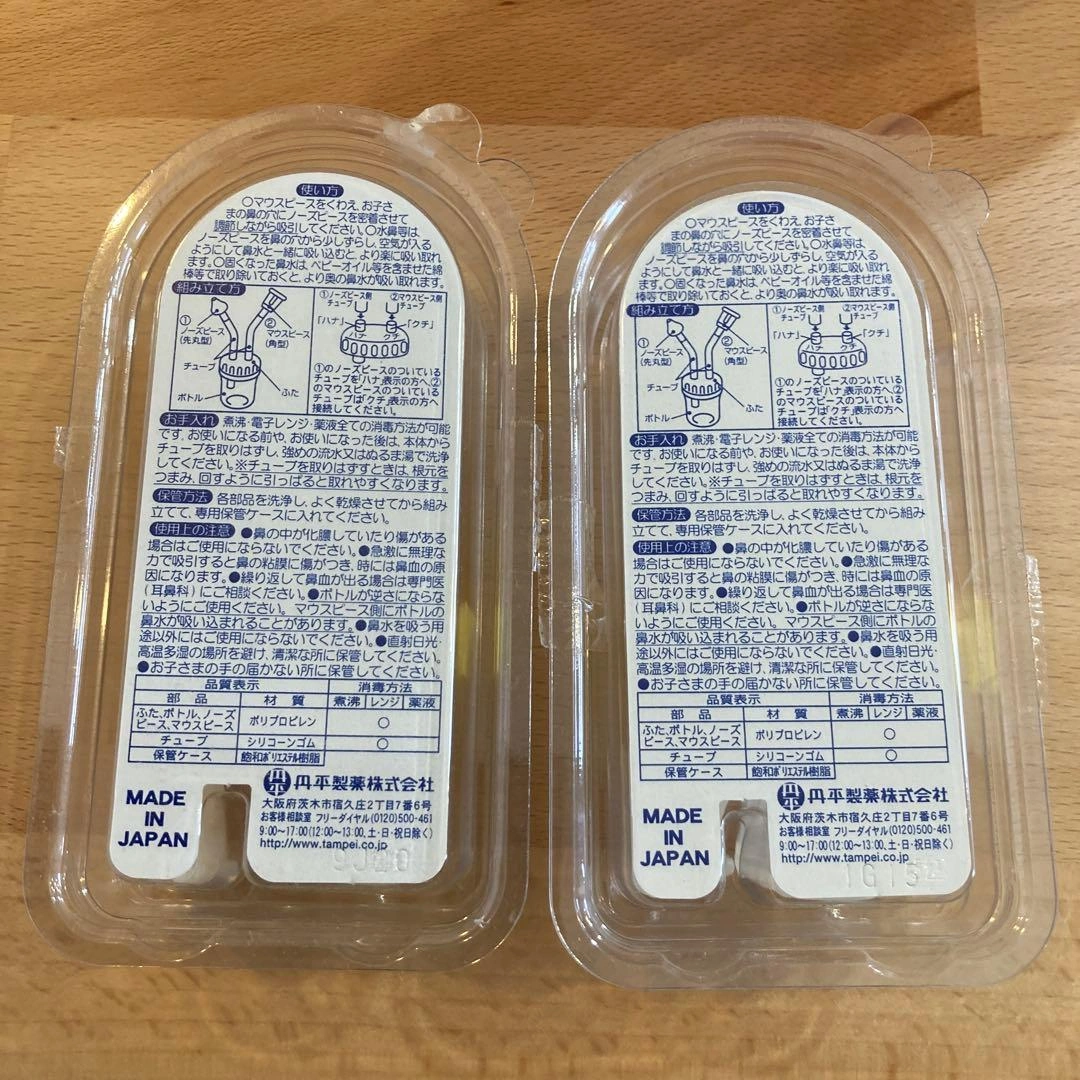 使い方
○マウスピースをくわえ、お子さ
まの鼻の穴にノーズピースを密着させて
調節しながら吸引してください。○水鼻等は
ノーズピースを鼻の穴から少しずらし、空気が入る
ようにして鼻水と一緒に吸い込むと、より楽に吸い取れ
ます。○固くなった鼻水は、ベビーオイル等を含ませた綿
棒等で取り除いておくと、より奥の鼻水が吸い取れます。
組み立て方
①
ノーズピース
(先丸型)
②
マウスピース
(角型)
チューブ
ボトル
ふた
①ノーズピース側
チューブ
②マウスピース側
チューブ
「ハナ」
「クチ」
ハナ クチ
①のノーズピースのついている
チューブを「ハナ」表示の方へ、②
のマウスピースのついている
チューブは「クチ」表示の方へ
接続してください。
お手入れ 煮沸・電子レンジ・薬液全ての消毒方法が可能
です。お使いになる前や、お使いになった後は、本体から
チューブを取りはずし、強めの流水又はぬるま湯で洗浄
してください。※チューブを取りはずすときは、根元を
つまみ、回すように引っぱると取れやすくなります。
保管方法 各部品を洗浄し、よく乾燥させてから組み
立てて、専用保管ケースに入れてください。
使用上の注意 ●鼻の中が化膿していたり傷がある
場合はご使用にならないでください。●急激に無理な
力で吸引すると鼻の粘膜に傷がつき、時には鼻血の原
因になります。●繰り返して鼻血が出る場合は専門医
(耳鼻科)にご相談ください。●ボトルが逆さにならな
いようにご使用ください。マウスピース側にボトルの
鼻水が吸い込まれることがあります。●鼻水を吸う用
途以外にはご使用にならないでください。●直射日光・
高温多湿の場所を避け、清潔な所に保管してください。
●お子さまの手の届かない所に保管してください。
品質表示 消毒方法
部品 材質 煮沸 レンジ 薬液
ふた、ボトル、ノーズ
ピース、マウスピース ポリプロピレン ○
チューブ シリコーンゴム ○
保管ケース 飽和ポリエステル樹脂
MADE
IN
JAPAN
丹平製薬株式会社
大阪府茨木市宿久庄2丁目7番6号
お客様相談室 フリーダイヤル(0120)500-461
9:00〜17:00(12:00〜13:00、土・日・祝日除く)
http://www.tampei.co.jp
使い方
○マウスピースをくわえ、お子さ
まの鼻の穴にノーズピースを密着させて
調節しながら吸引してください。○水鼻等は
ノーズピースを鼻の穴から少しずらし、空気が入る
ようにして鼻水と一緒に吸い込むと、より楽に吸い取れ
ます。○固くなった鼻水は、ベビーオイル等を含ませた綿
棒等で取り除いておくと、より奥の鼻水が吸い取れます。
組み立て方
①
ノーズピース
(先丸型)
②
マウスピース
(角型)
チューブ
ボトル
ふた
①ノーズピース側
チューブ
②マウスピース側
チューブ
「ハナ」
「クチ」
ハナ クチ
①のノーズピースのついている
チューブを「ハナ」表示の方へ、②
のマウスピースのついている
チューブは「クチ」表示の方へ
接続してください。
お手入れ 煮沸・電子レンジ・薬液全ての消毒方法が可能
です。お使いになる前や、お使いになった後は、本体から
チューブを取りはずし、強めの流水又はぬるま湯で洗浄
してください。※チューブを取りはずすときは、根元を
つまみ、回すように引っぱると取れやすくなります。
保管方法 各部品を洗浄し、よく乾燥させてから組み
立てて、専用保管ケースに入れてください。
使用上の注意 ●鼻の中が化膿していたり傷がある
場合はご使用にならないでください。●急激に無理な
力で吸引すると鼻の粘膜に傷がつき、時には鼻血の原
因になります。●繰り返して鼻血が出る場合は専門医
(耳鼻科)にご相談ください。●ボトルが逆さにならな
いようにご使用ください。マウスピース側にボトルの
鼻水が吸い込まれることがあります。●鼻水を吸う用
途以外にはご使用にならないでください。●直射日光・
高温多湿の場所を避け、清潔な所に保管してください。
●お子さまの手の届かない所に保管してください。
品質表示 消毒方法
部品 材質 煮沸 レンジ 薬液
ふた、ボトル、ノーズ
ピース、マウスピース ポリプロピレン ○
チューブ シリコーンゴム ○
保管ケース 飽和ポリエステル樹脂
MADE
IN
JAPAN
丹平製薬株式会社
大阪府茨木市宿久庄2丁目7番6号
お客様相談室 フリーダイヤル(0120)500-461
9:00〜17:00(12:00〜13:00、土・日・祝日除く)
http://www.tampei.co.jp